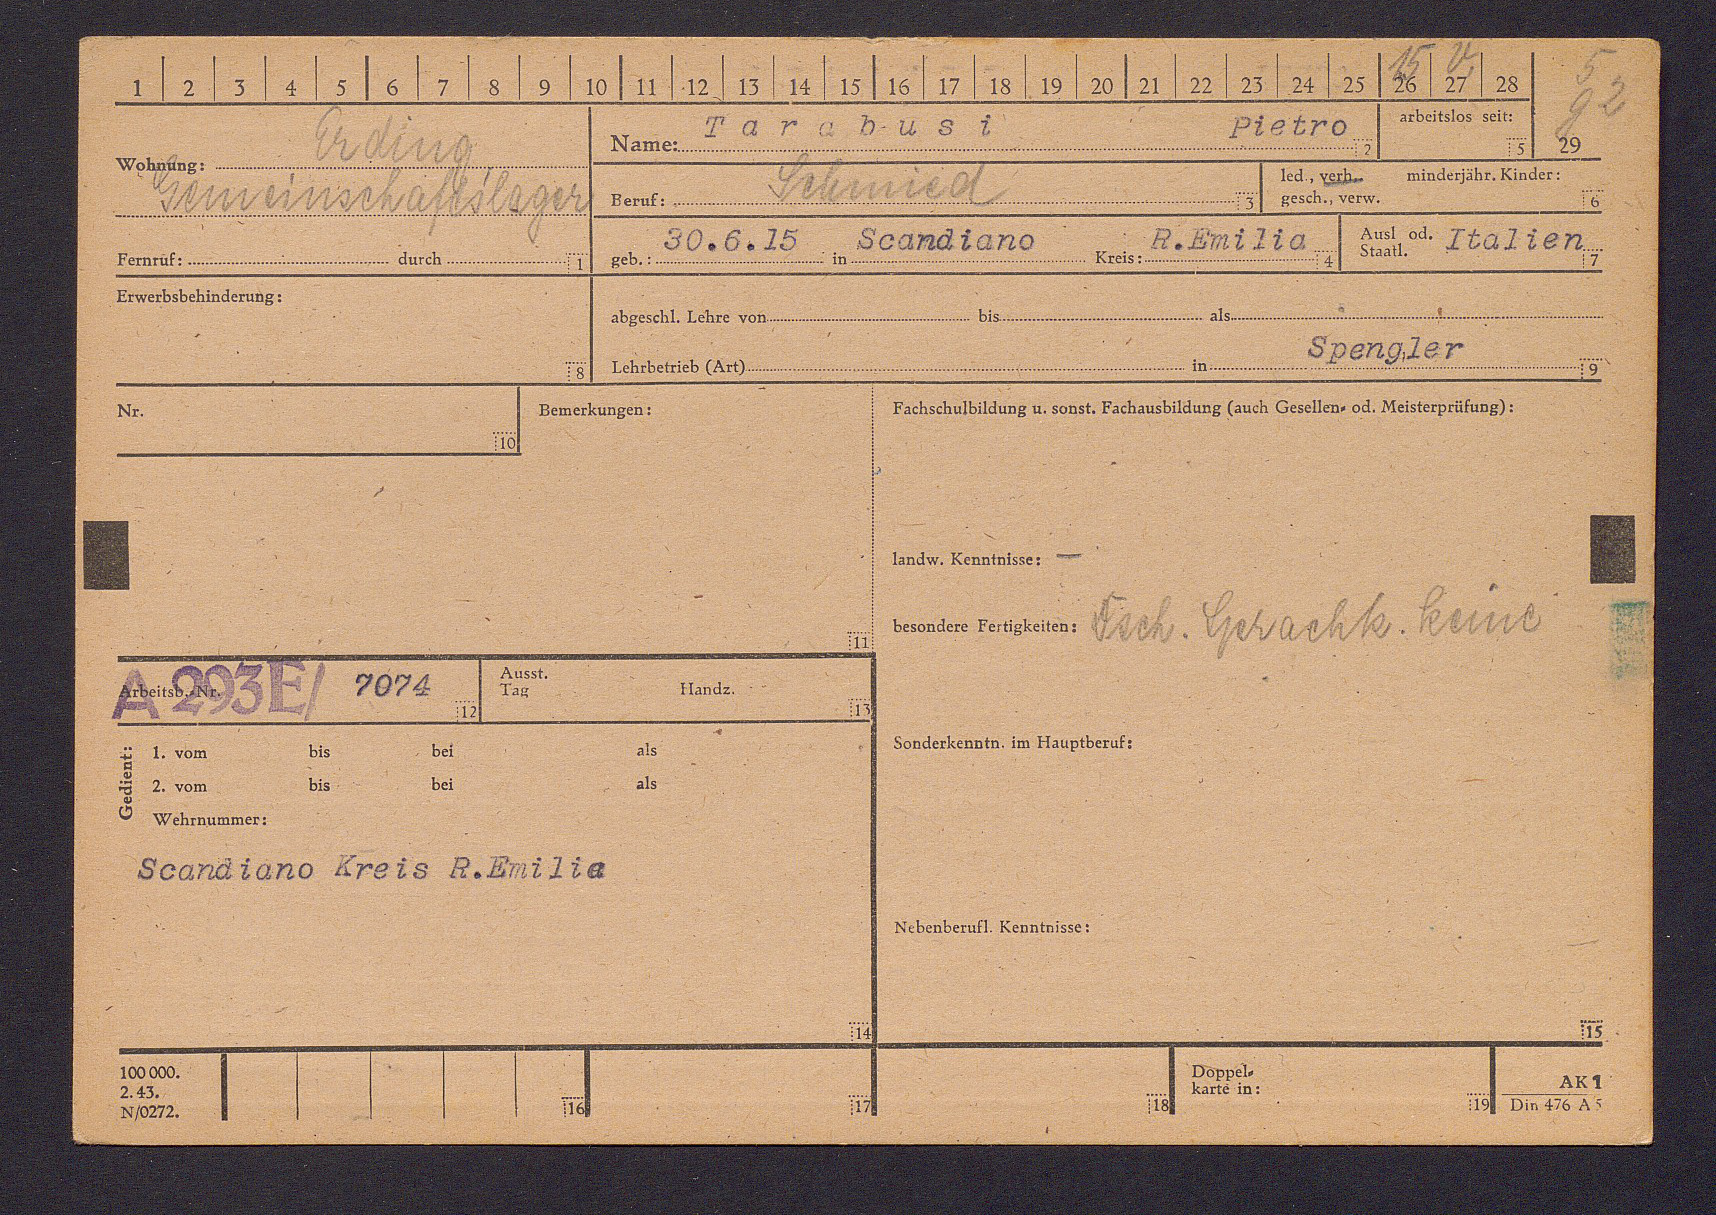 1 2 3 4 5 6 7 8 9 10 11 12 13 14 15 16 17 18 19 20 21 22 23 24 25 26 27 28
15 V.
5
92
29
Wohnung: Erding
Gemeinschaftslager
Fernruf: durch 1
Name: Tarabusi Pietro 2
arbeitslos seit: 5
Beruf: Schmied 3
led., verh. minderjähr. Kinder:
gesch., verw. 6
geb.: 30.6.15 in Scandiano Kreis: R.Emilia 4
Ausl od. Italien
Staatl. 7
Erwerbsbehinderung:
8
abgeschl. Lehre von bis als
Spengler
Lehrbetrieb (Art) in 9
Nr.
10
Bemerkungen:
11
Fachschulbildung u. sonst. Fachausbildung (auch Gesellen- od. Meisterprüfung):
landw. Kenntnisse: —
besondere Fertigkeiten: keine
Sonderkenntn. im Hauptberuf:
Nebenberufl. Kenntnisse:
15
Arbeitsb.-Nr. A 293E/ 7074 12
Ausst.
Tag Handz. 13
Gedient:
1. vom bis bei als
2. vom bis bei als
Wehrnummer:
Scandiano Kreis R.Emilia
14
100 000.
2. 43.
N/0272.
16 17 18
Doppel-
karte in: 19
AK 1
Din 476 A 5